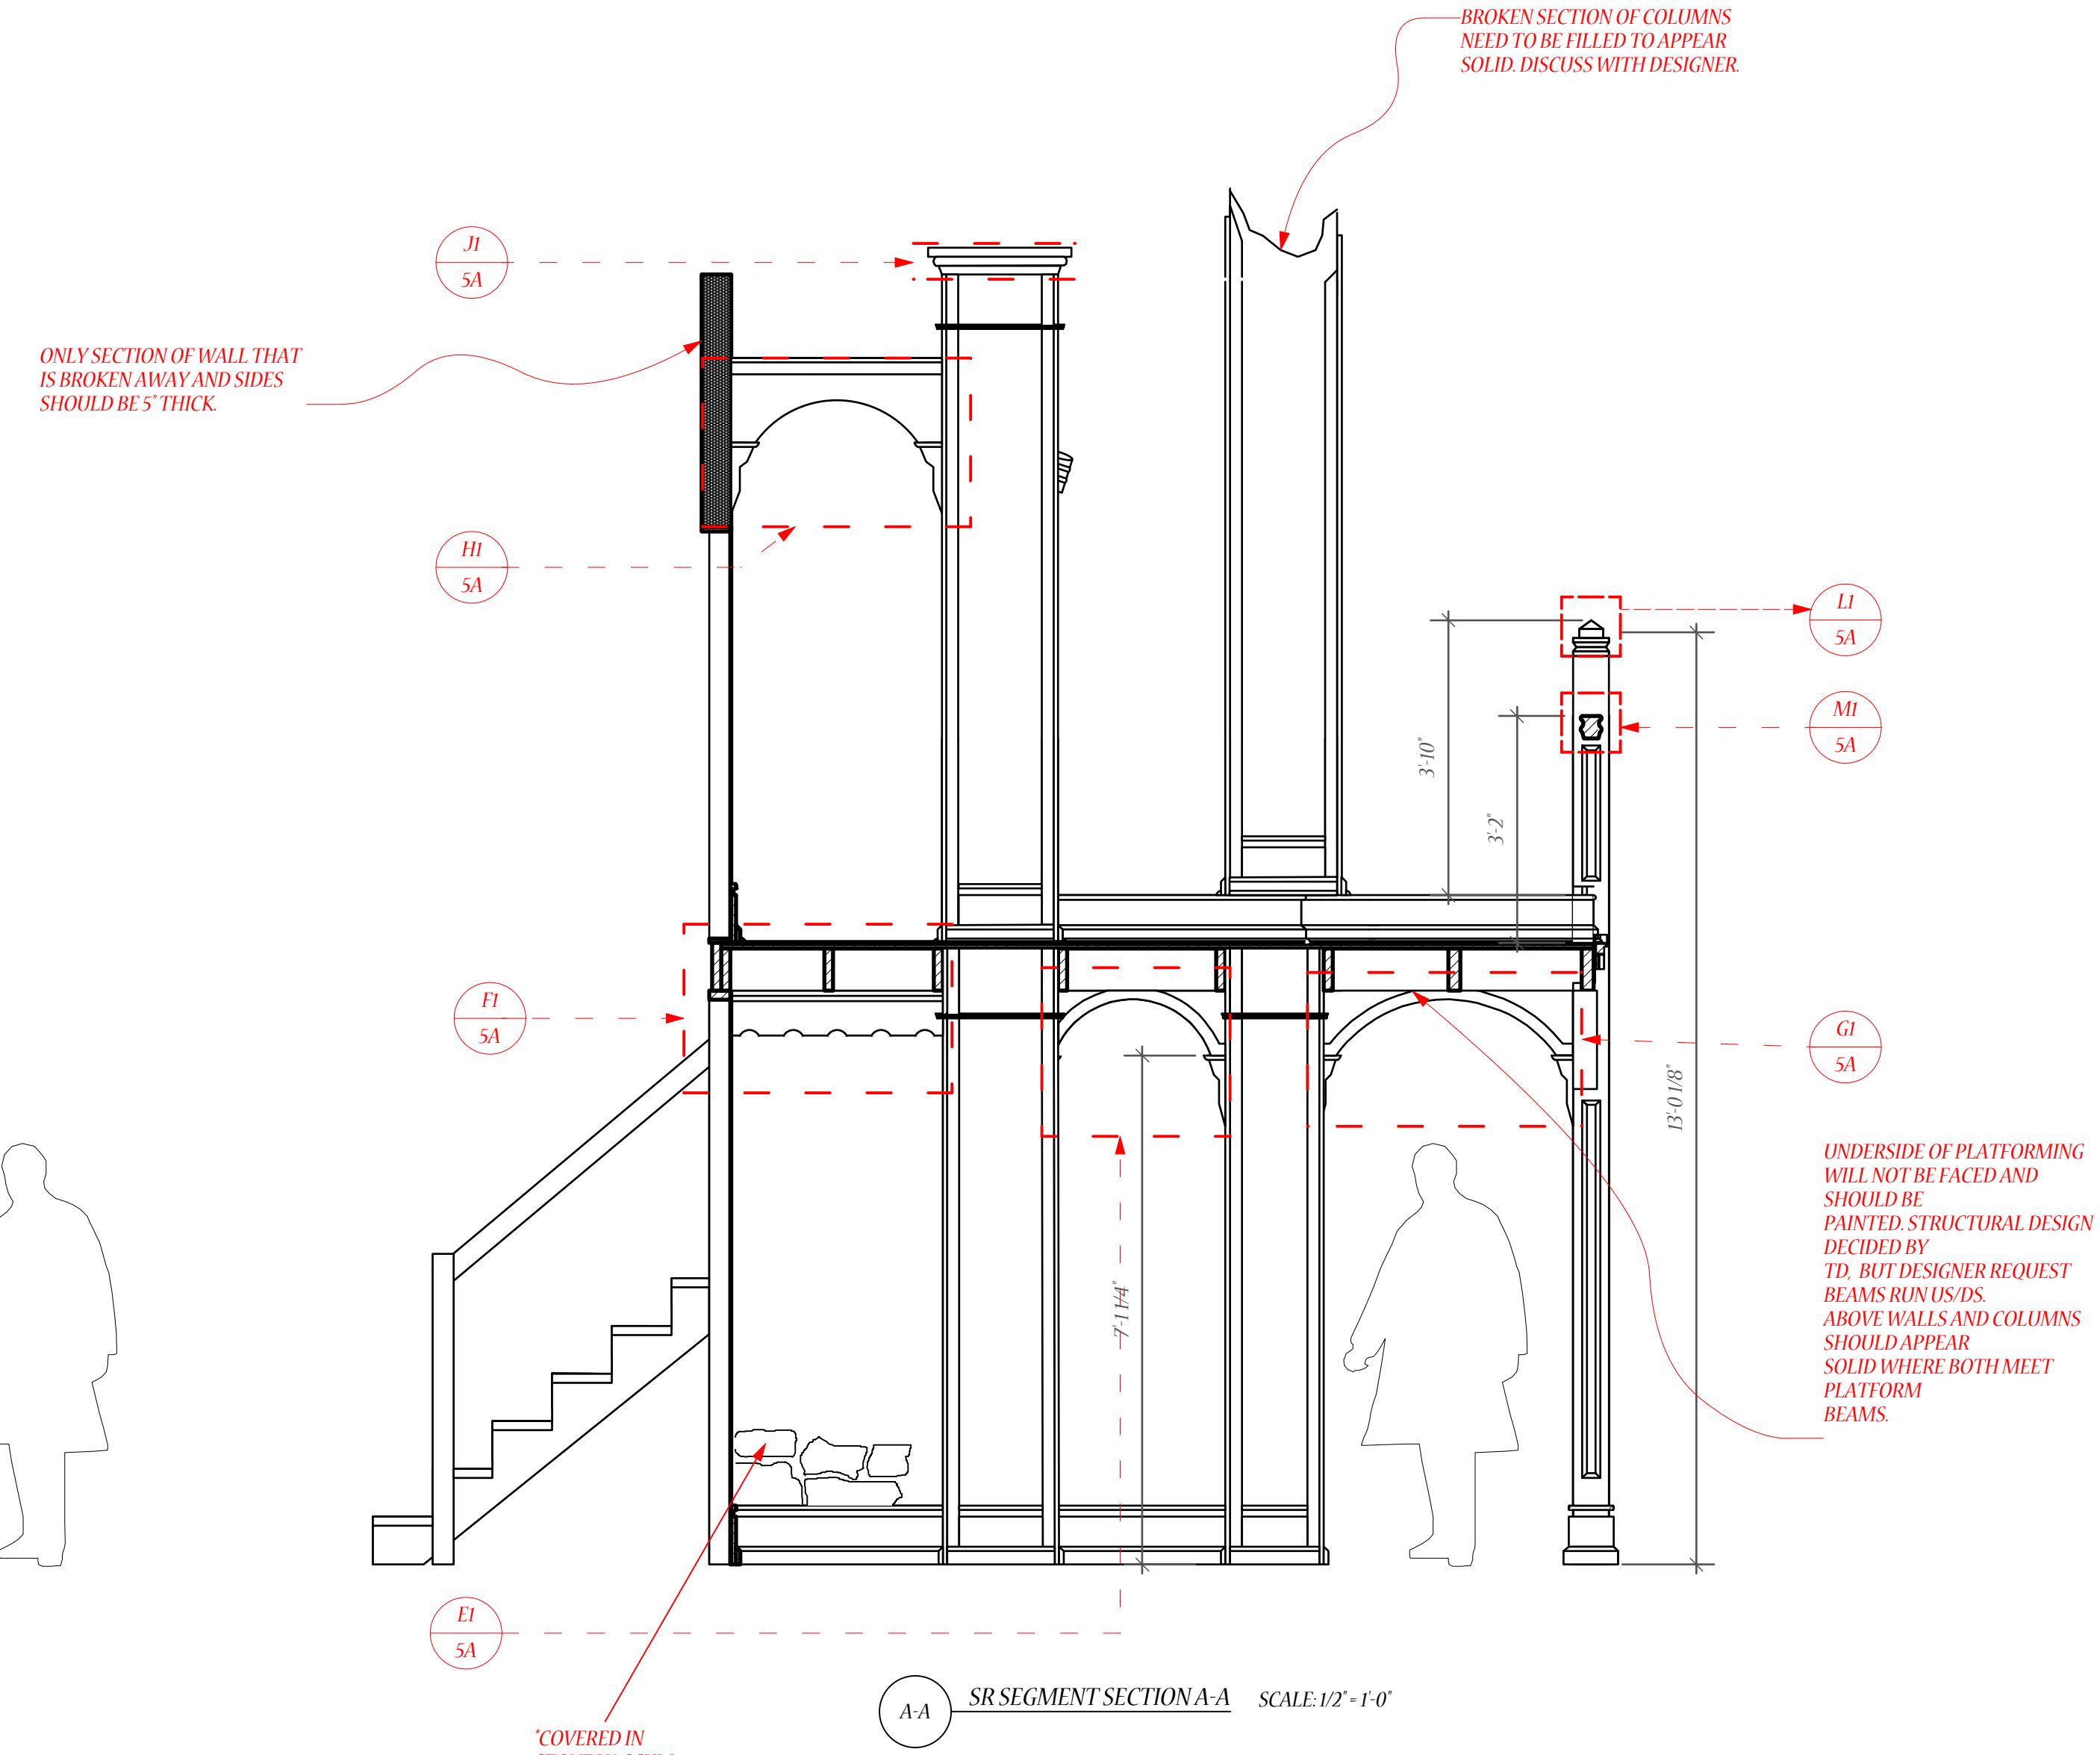 BROKEN SECTION OF COLUMNS
NEED TO BE FILLED TO APPEAR
SOLID. DISCUSS WITH DESIGNER.
J1
5A
ONLY SECTION OF WALL THAT
IS BROKEN AWAY AND SIDES
SHOULD BE 5" THICK.
H1
5A
L1
5A
M1
5A
3'-10"
3'-2"
F1
5A
G1
5A
13'-0 1/8"
7'-1 1/4"
UNDERSIDE OF PLATFORMING
WILL NOT BE FACED AND
SHOULD BE
PAINTED. STRUCTURAL DESIGN
DECIDED BY
TD, BUT DESIGNER REQUEST
BEAMS RUN US/DS.
ABOVE WALLS AND COLUMNS
SHOULD APPEAR
SOLID WHERE BOTH MEET
PLATFORM
BEAMS.
E1
5A
A-A
SR SEGMENT SECTION A-A
SCALE: 1/2" = 1'-0"
*COVERED IN